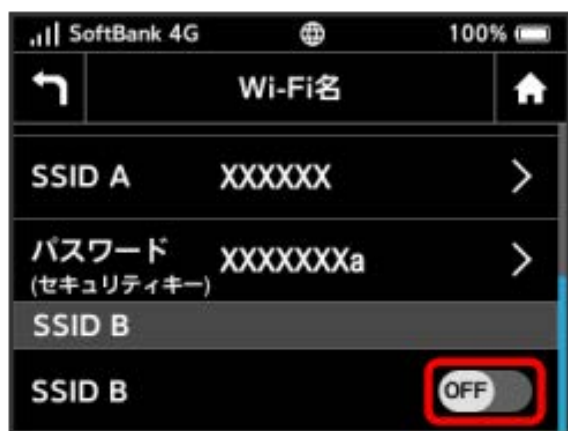 SoftBank 4G 100%
Wi-Fi名
SSID A XXXXXX
パスワード XXXXXXXa
(セキュリティキー)
SSID B
SSID B OFF